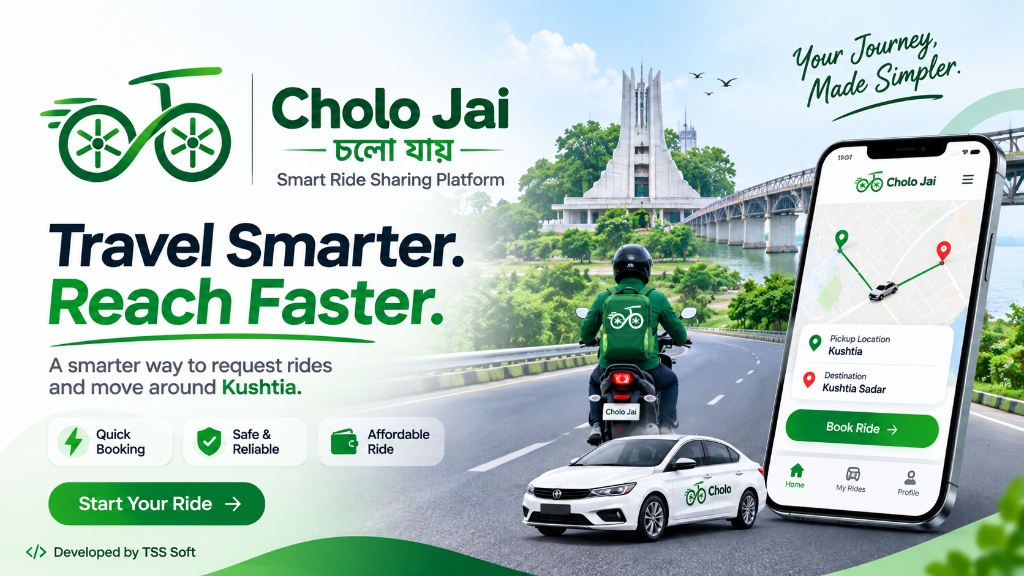 Cholo Jai
চলো যায়
Smart Ride Sharing Platform
Travel Smarter.
Reach Faster.
A smarter way to request rides
and move around Kushtia.
Quick
Booking
Safe &
Reliable
Affordable
Ride
Start Your Ride →
</> Developed by TSS Soft
Your Journey,
Made Simpler.
Cholo Jai
Cholo
19:07
Cholo Jai
Pickup Location
Kushtia
Destination
Kushtia Sadar
Book Ride →
Home
My Rides
Profile